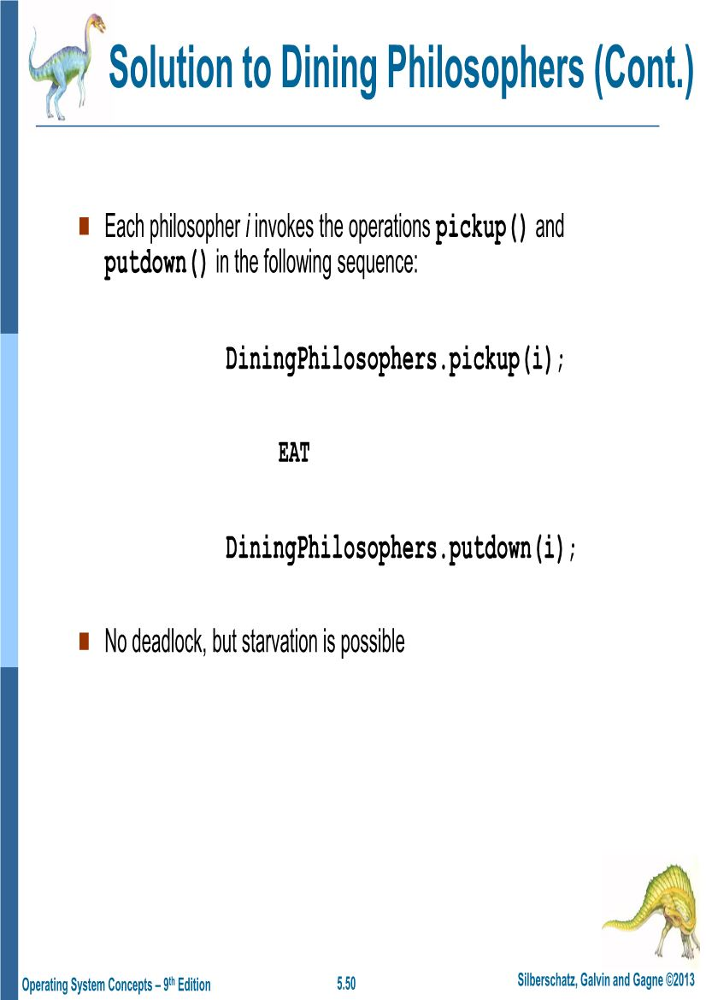 Solution to Dining Philosophers (Cont.)
Each philosopher i invokes the operations pickup() and
putdown() in the following sequence:
DiningPhilosophers.pickup(i);
EAT
DiningPhilosophers.putdown(i);
No deadlock, but starvation is possible
Operating System Concepts – 9th Edition
5.50
Silberschatz, Galvin and Gagne ©2013